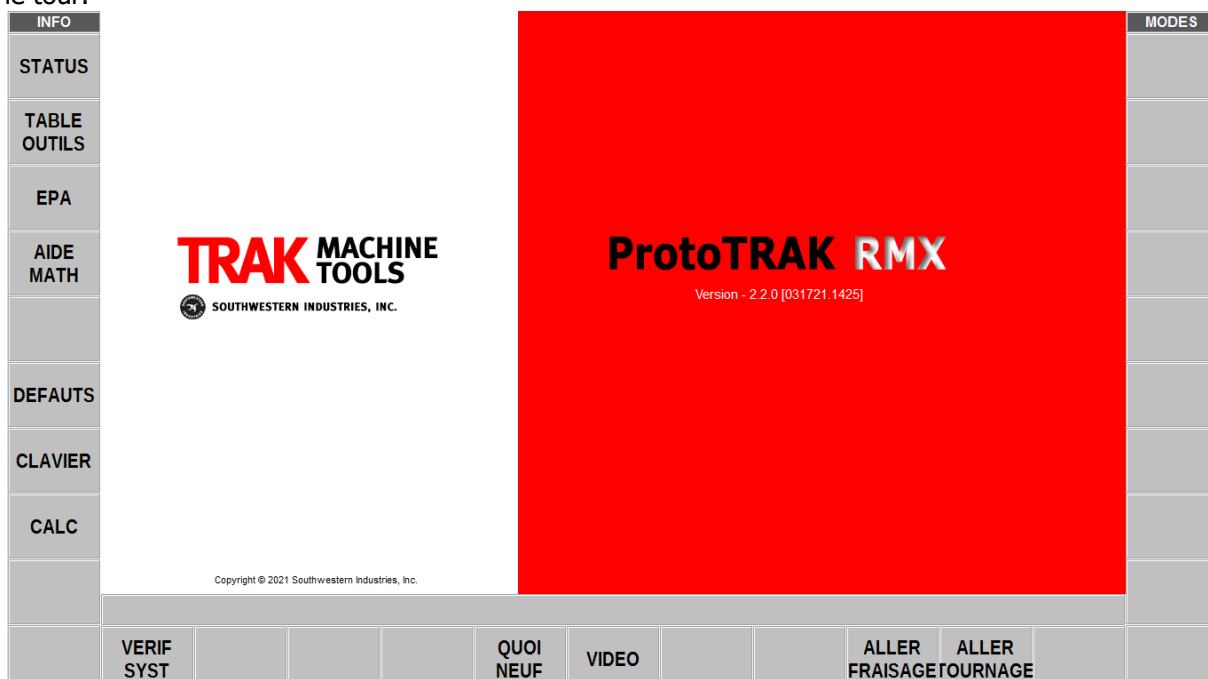 le tour.
INFO
MODES
STATUS
TABLE
OUTILS
EPA
AIDE
MATH
DEFAUTS
CLAVIER
CALC
TRAK MACHINE
TOOLS
SOUTHWESTERN INDUSTRIES, INC.
ProtoTRAK RMX
Version - 2.2.0 [031721.1425]
Copyright © 2021 Southwestern Industries, Inc.
VERIF
SYST
QUOI
NEUF
VIDEO
ALLER
FRAISAGE
ALLER
TOURNAGE